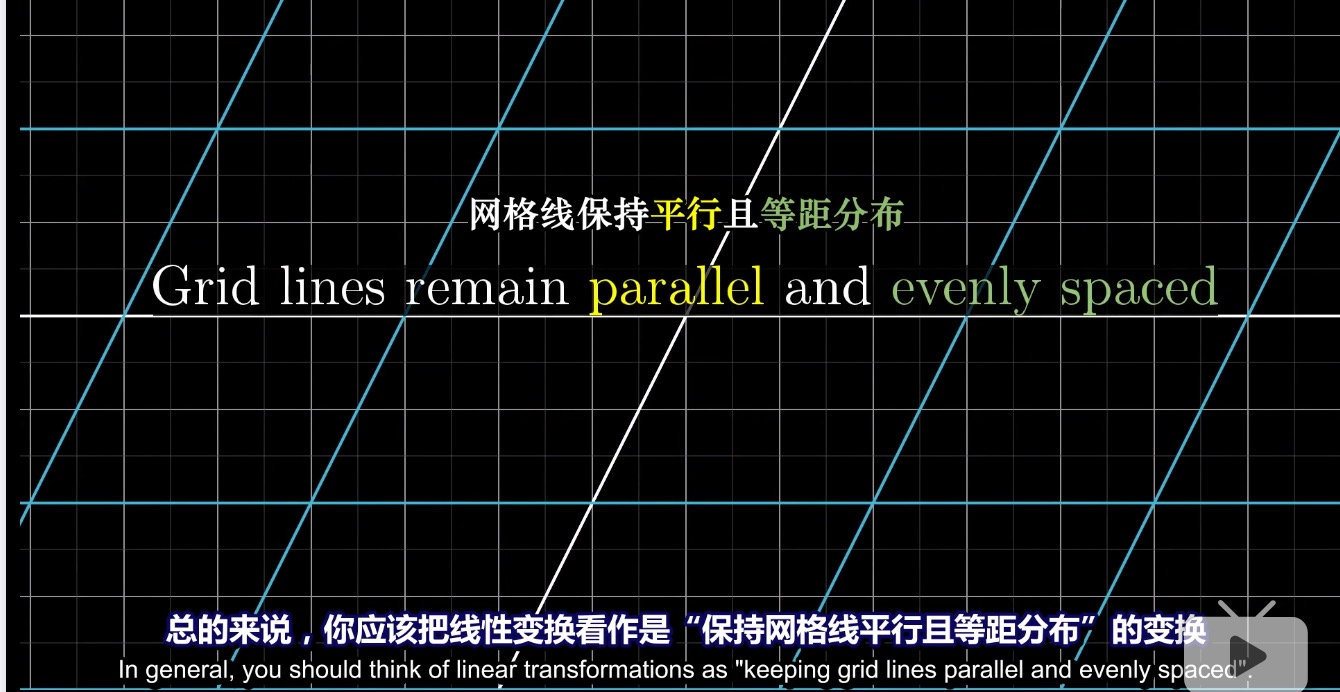 网格线保持平行且等距分布
Grid lines remain parallel and evenly spaced
总的来说，你应该把线性变换看作是“保持网格线平行且等距分布”的变换
In general, you should think of linear transformations as "keeping grid lines parallel and evenly spaced".